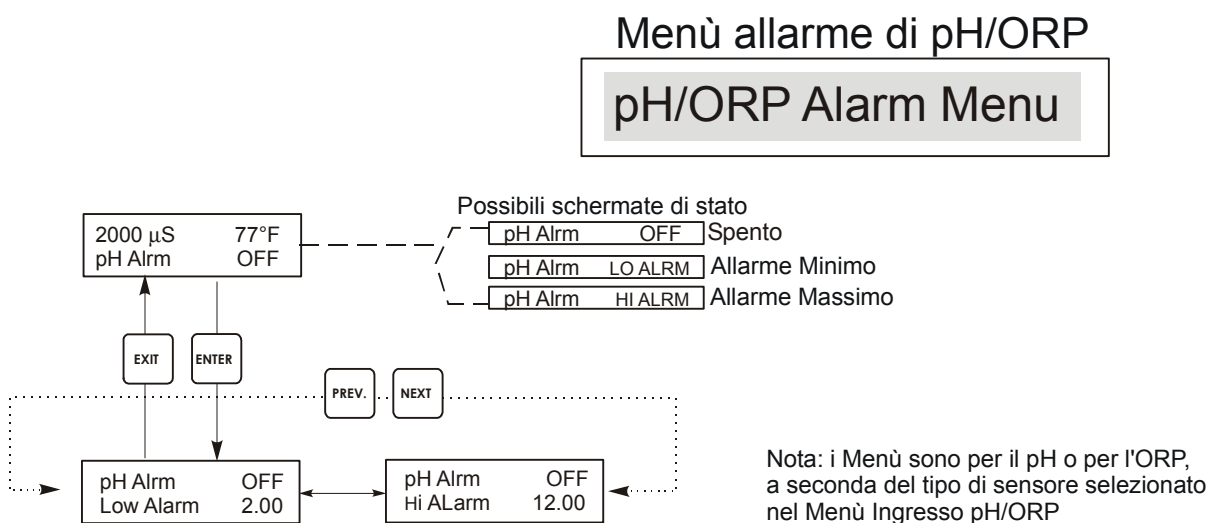 Menù allarme di pH/ORP
pH/ORP Alarm Menu
Possibili schermate di stato
2000 µS 77°F
pH Alrm OFF
pH Alrm OFF Spento
pH Alrm LO ALRM Allarme Minimo
pH Alrm HI ALRM Allarme Massimo
EXIT
ENTER
PREV.
NEXT
pH Alrm OFF
Low Alarm 2.00
pH Alrm OFF
Hi ALarm 12.00
Nota: i Menù sono per il pH o per l'ORP,
a seconda del tipo di sensore selezionato
nel Menù Ingresso pH/ORP